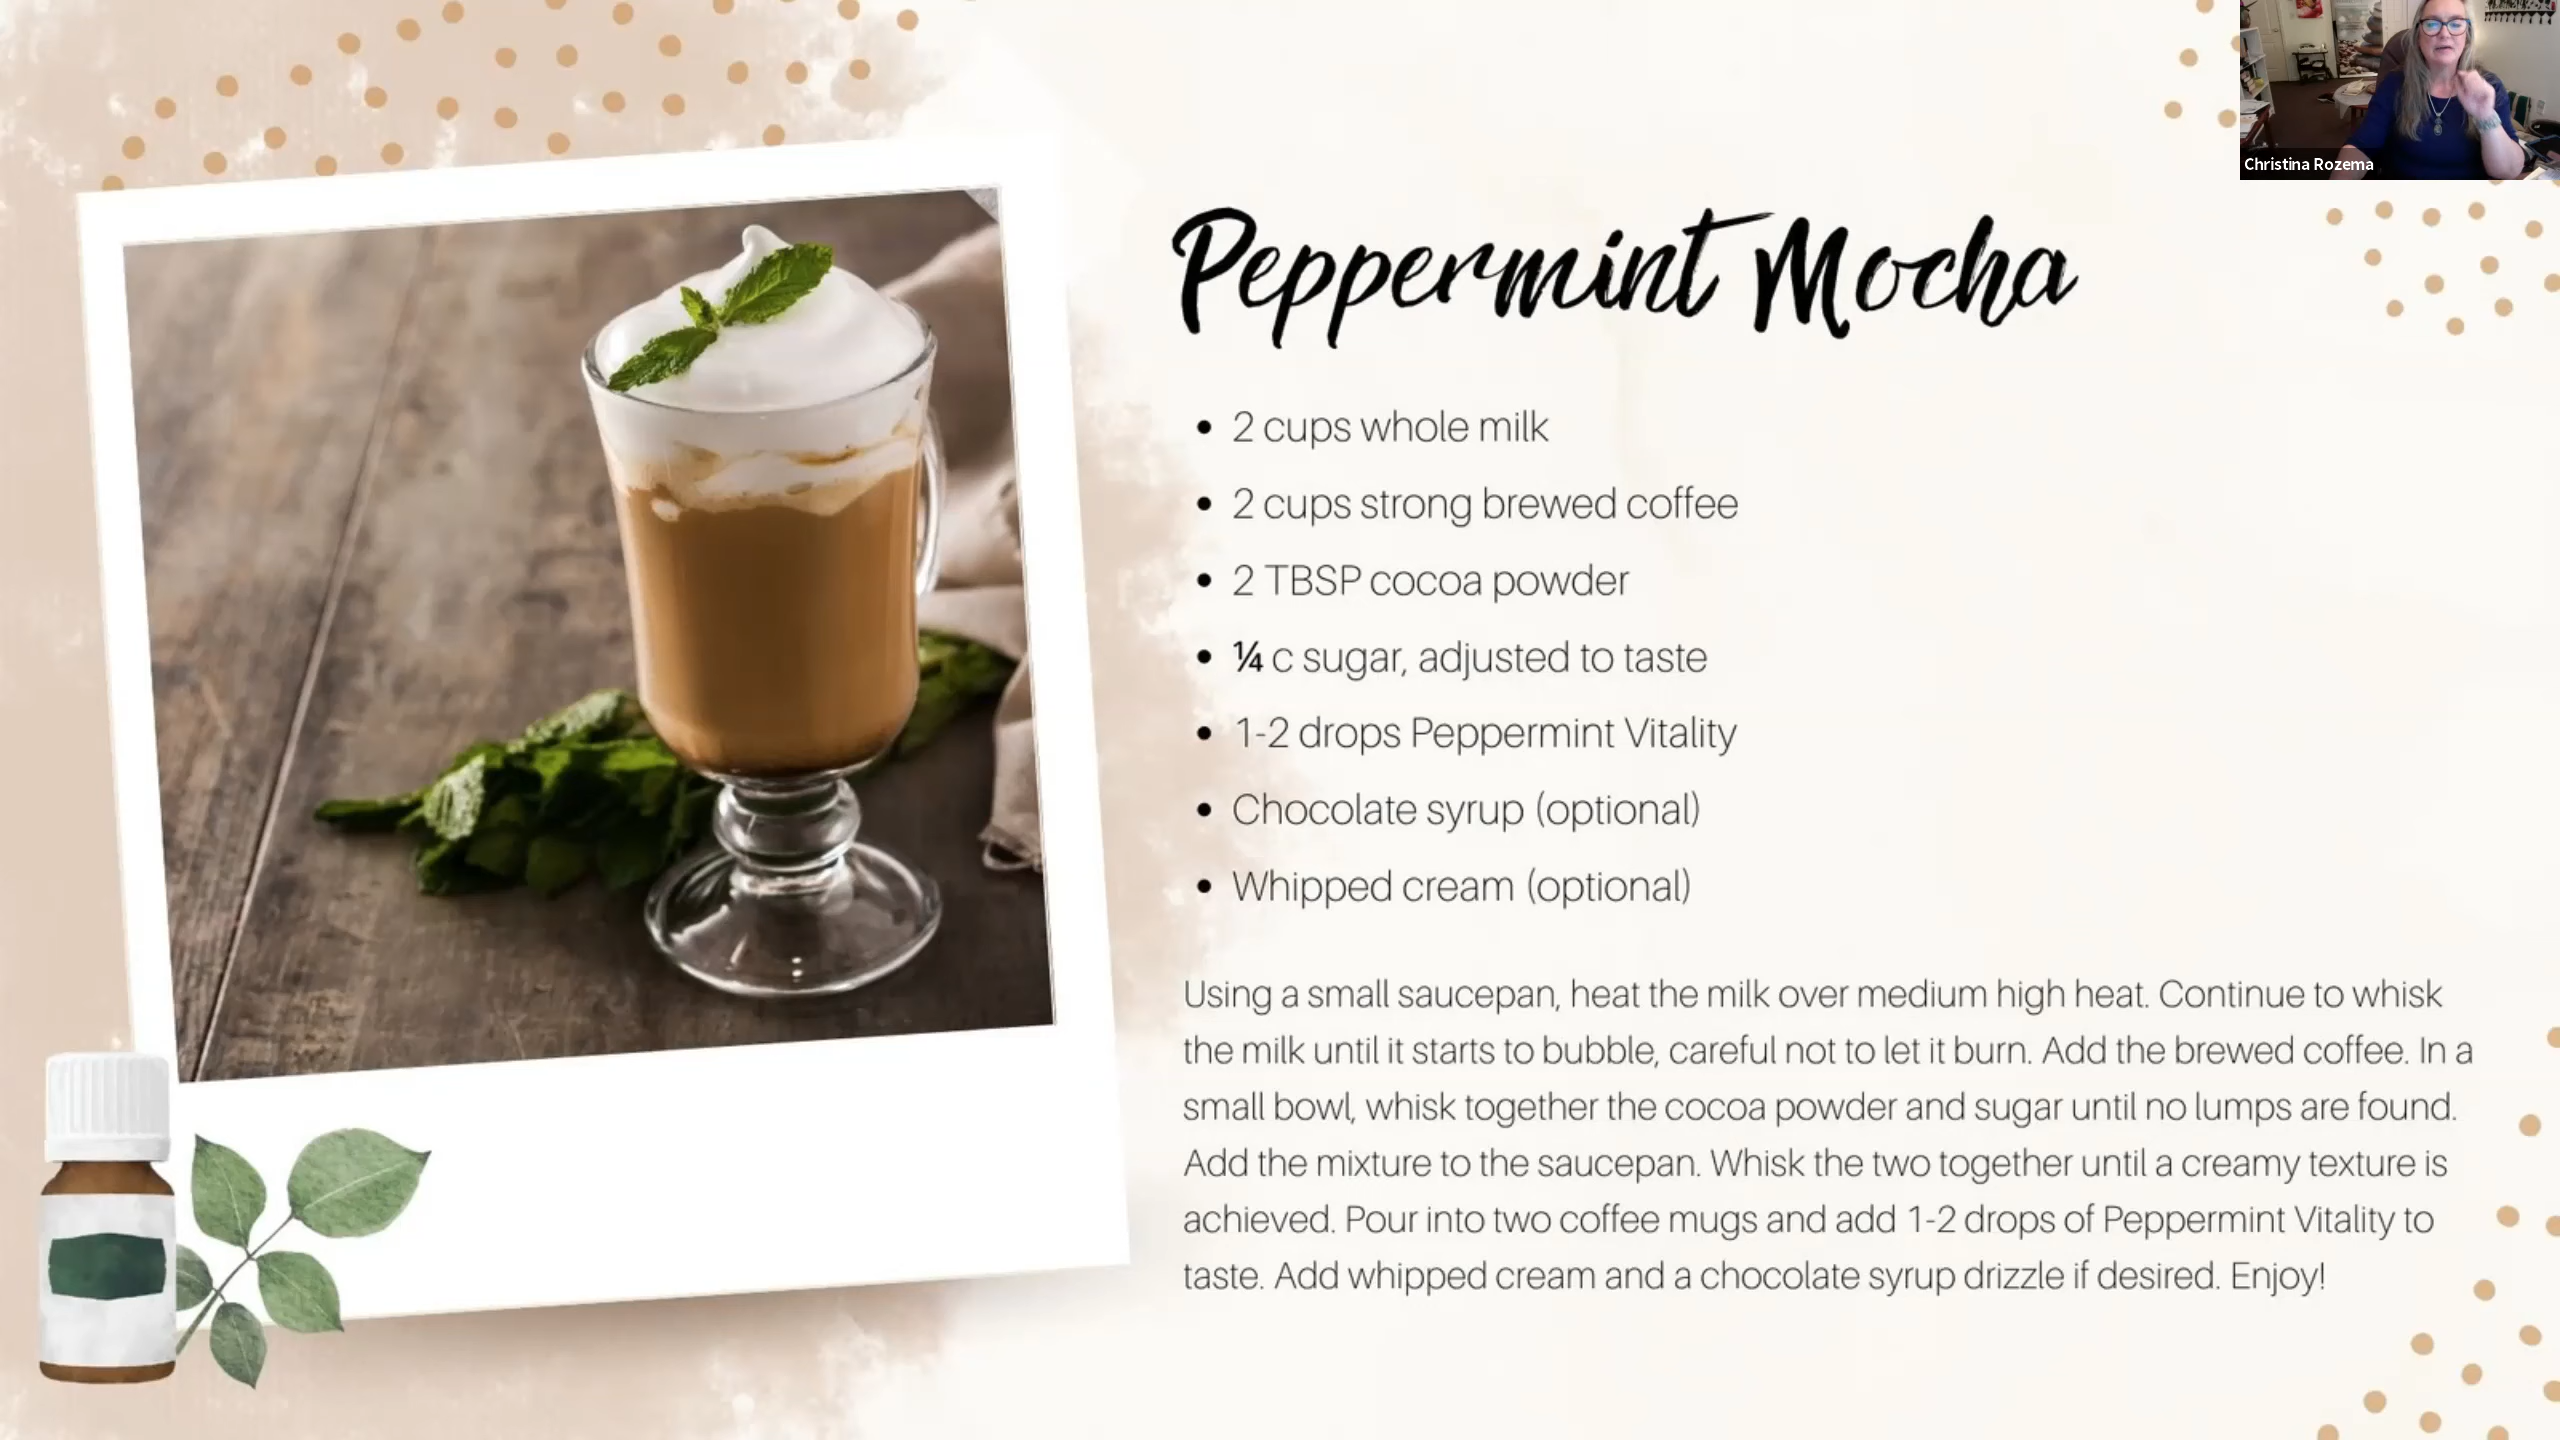 Christina Rozema
Peppermint Mocha
• 2 cups whole milk
• 2 cups strong brewed coffee
• 2 TBSP cocoa powder
• ¼ c sugar, adjusted to taste
• 1-2 drops Peppermint Vitality
• Chocolate syrup (optional)
• Whipped cream (optional)
Using a small saucepan, heat the milk over medium high heat. Continue to whisk
the milk until it starts to bubble, careful not to let it burn. Add the brewed coffee. In a
small bowl, whisk together the cocoa powder and sugar until no lumps are found.
Add the mixture to the saucepan. Whisk the two together until a creamy texture is
achieved. Pour into two coffee mugs and add 1-2 drops of Peppermint Vitality to
taste. Add whipped cream and a chocolate syrup drizzle if desired. Enjoy!